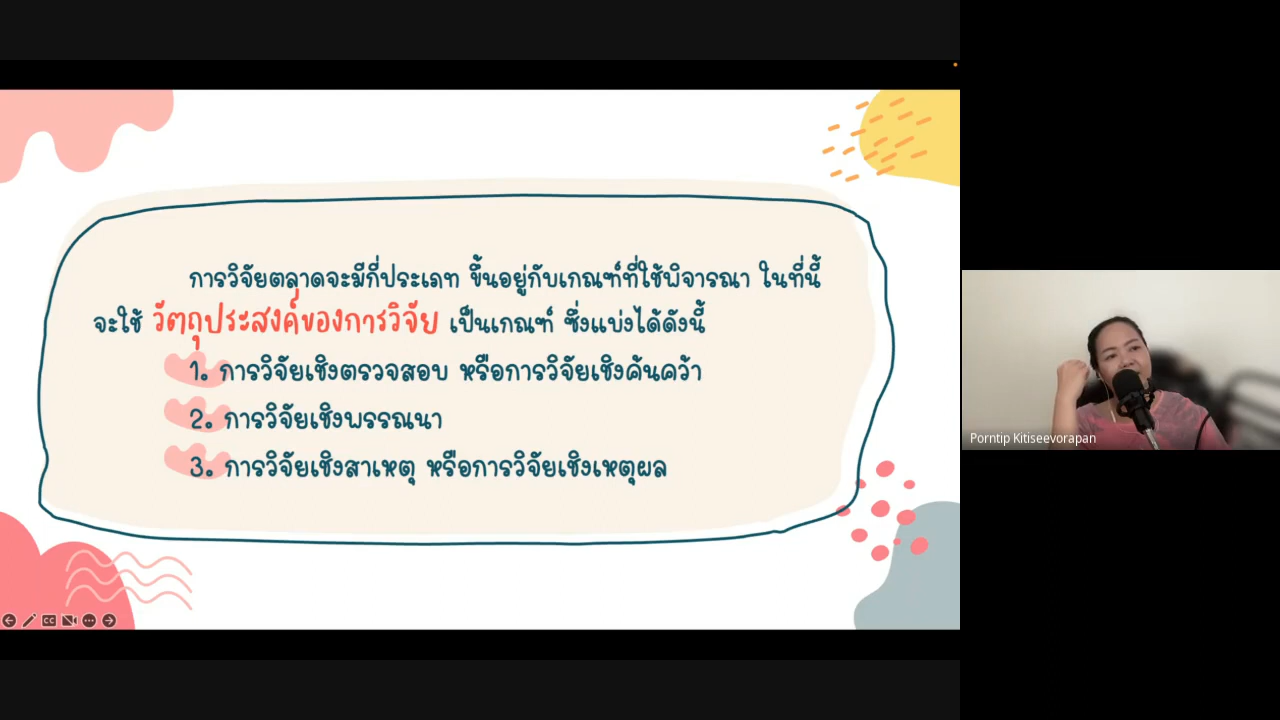 การวิจัยตลาดจะมีกี่ประเภท ขึ้นอยู่กับเกณฑ์ที่ใช้พิจารณา ในที่นี้
จะใช้ วัตถุประสงค์ของการวิจัย เป็นเกณฑ์ ซึ่งแบ่งได้ดังนี้
1. การวิจัยเชิงตรวจสอบ หรือการวิจัยเชิงค้นคว้า
2. การวิจัยเชิงพรรณนา
3. การวิจัยเชิงสาเหตุ หรือการวิจัยเชิงเหตุผล
CC
Porntip Kitiseevorapan